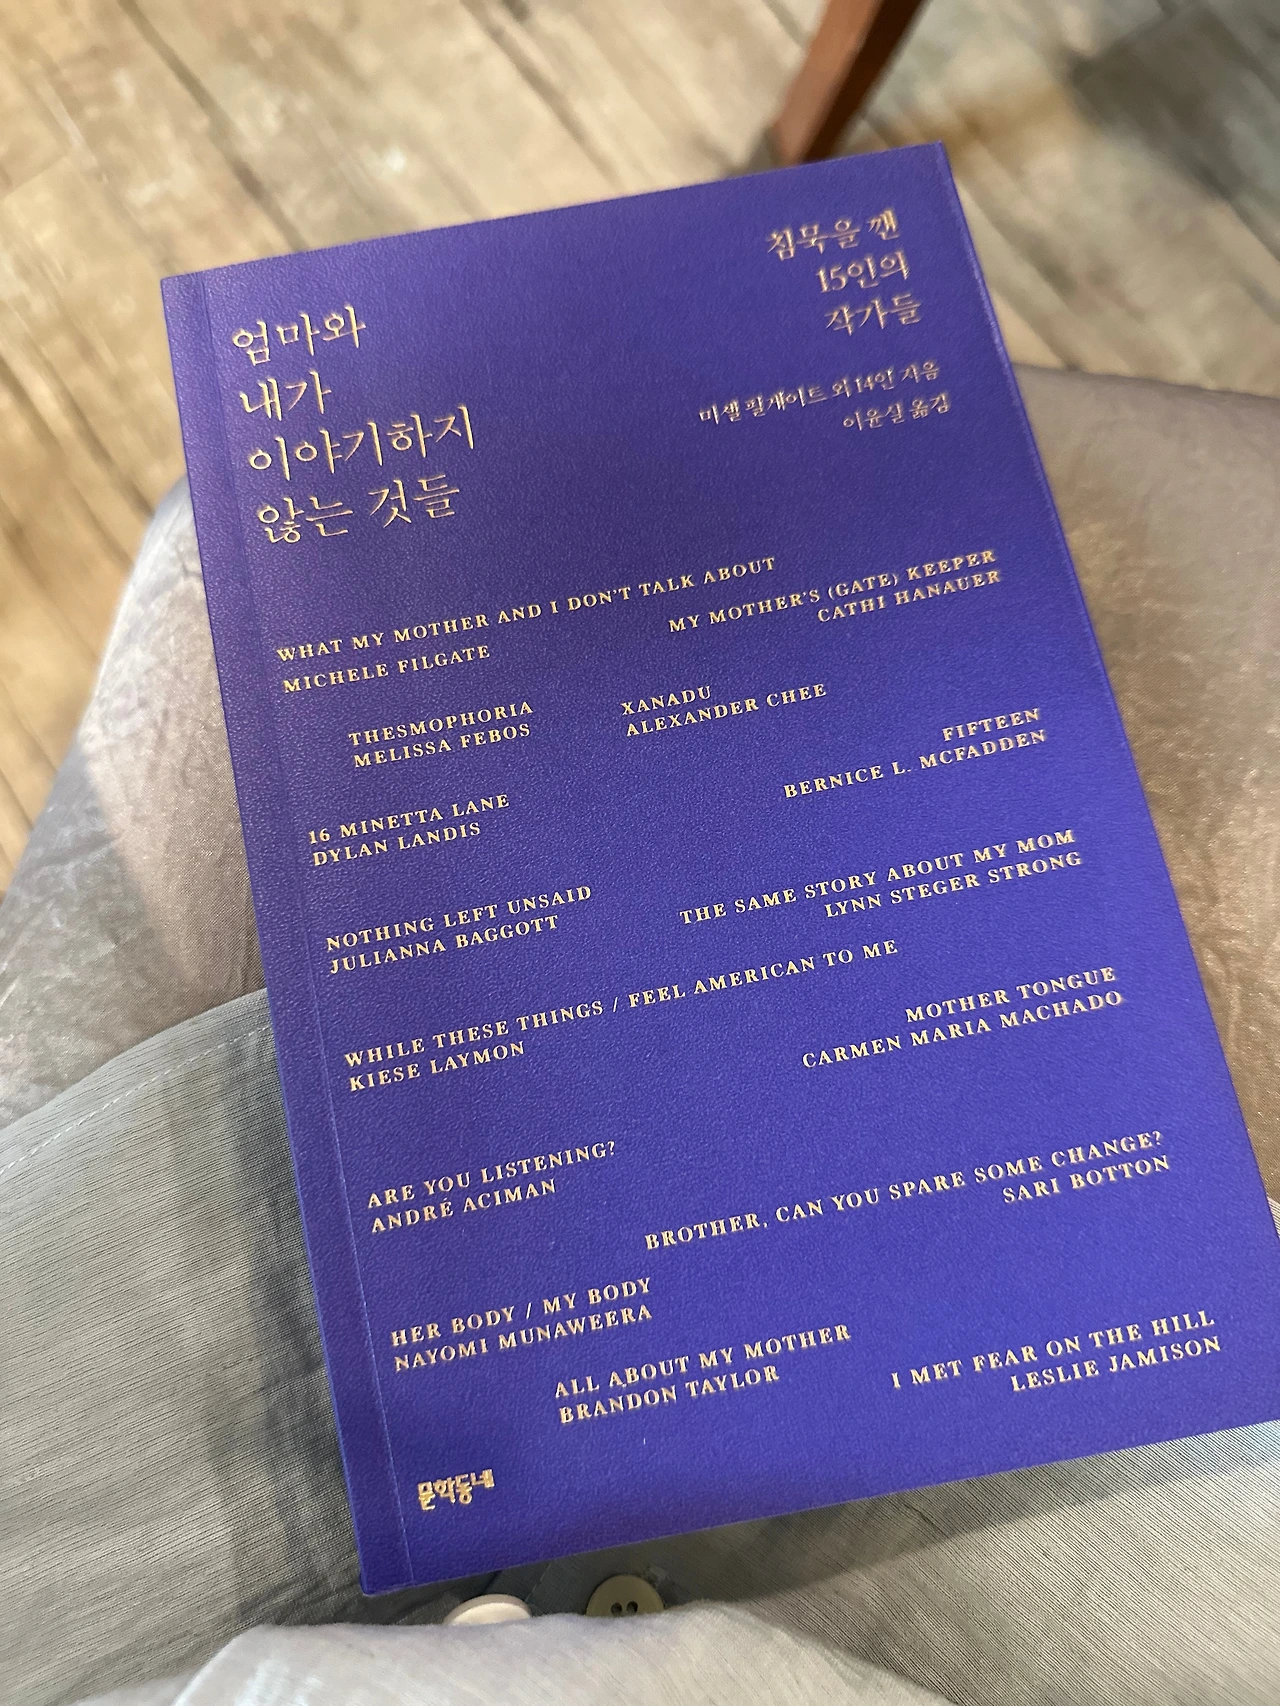 엄마와
내가
이야기하지
않는 것들
침묵을 깬
15인의
작가들
미셸 필게이트 외 14인 지음
이윤실 옮김
WHAT MY MOTHER AND I DON'T TALK ABOUT
MICHELE FILGATE
MY MOTHER'S (GATE) KEEPER
CATHI HANAUER
THESMOPHORIA
MELISSA FEBOS
XANADU
ALEXANDER CHEE
FIFTEEN
BERNICE L. MCFADDEN
16 MINETTA LANE
DYLAN LANDIS
NOTHING LEFT UNSAID
JULIANNA BAGGOTT
THE SAME STORY ABOUT MY MOM
LYNN STEGER STRONG
WHILE THESE THINGS / FEEL AMERICAN TO ME
KIESE LAYMON
MOTHER TONGUE
CARMEN MARIA MACHADO
ARE YOU LISTENING?
ANDRÉ ACIMAN
BROTHER, CAN YOU SPARE SOME CHANGE?
SARI BOTTON
HER BODY / MY BODY
NAYOMI MUNAWEERA
ALL ABOUT MY MOTHER
BRANDON TAYLOR
I MET FEAR ON THE HILL
LESLIE JAMISON
문학동네